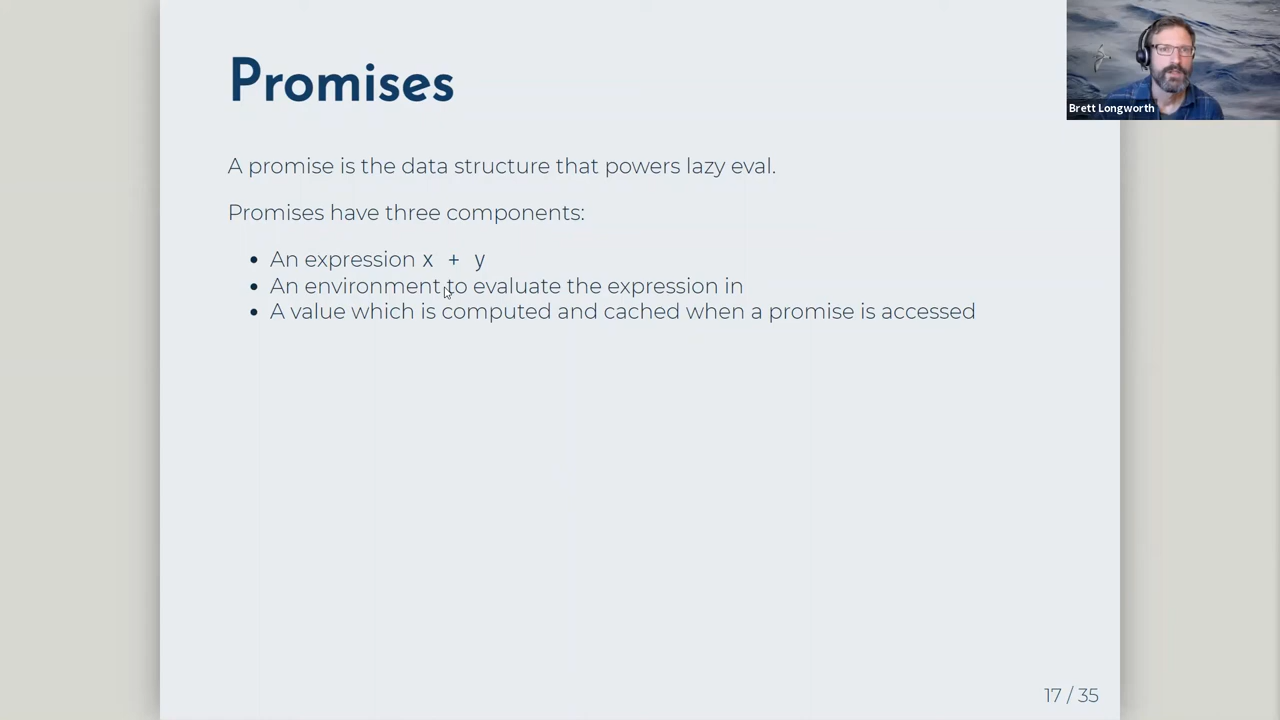 Promises
Brett Longworth
A promise is the data structure that powers lazy eval.
Promises have three components:
• An expression x + y
• An environment to evaluate the expression in
• A value which is computed and cached when a promise is accessed
17 / 35